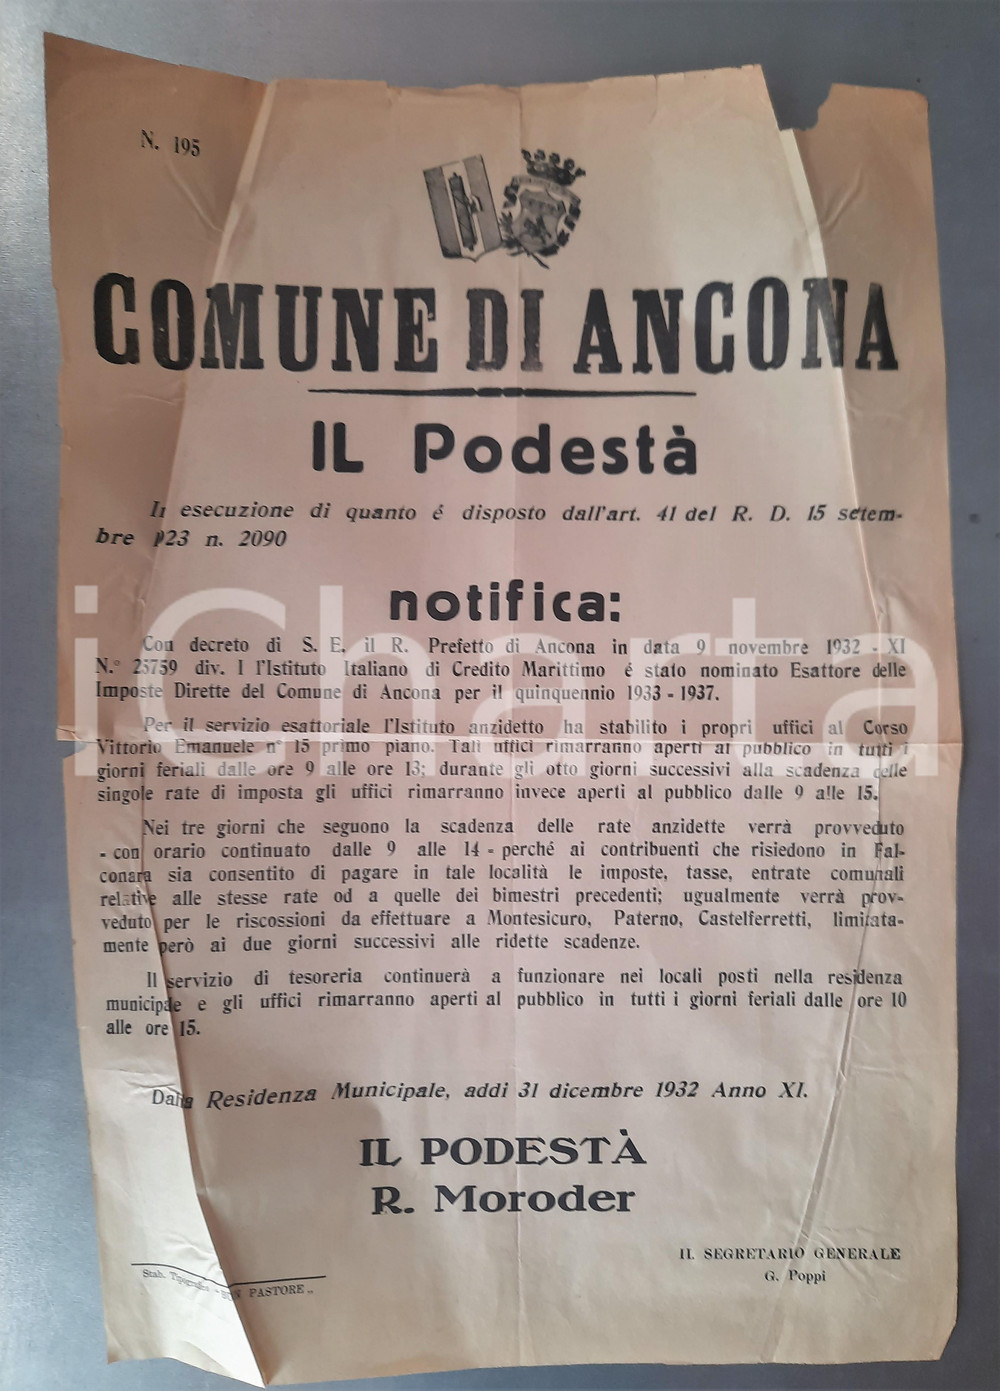 N. 195
COMUNE DI ANCONA
IL Podestà
In esecuzione di quanto é disposto dall'art. 41 del R. D. 15 setem-
bre 1923 n. 2090
notifica:
Con decreto di S. E. il R. Prefetto di Ancona in data 9 novembre 1932 - XI
N.° 25759 div. I l'Istituto Italiano di Credito Marittimo é stato nominato Esattore delle
Imposte Dirette del Comune di Ancona per il quinquennio 1933 - 1937.
Per il servizio esattoriale l'Istituto anzidetto ha stabilito i propri uffici al Corso
Vittorio Emanuele n° 15 primo piano. Tali uffici rimarranno aperti al pubblico in tutti i
giorni feriali dalle ore 9 alle ore 13; durante gli otto giorni successivi alla scadenza delle
singole rate di imposta gli uffici rimarranno invece aperti al pubblico dalle 9 alle 15.
Nei tre giorni che seguono la scadenza delle rate anzidette verrà provveduto
- con orario continuato dalle 9 alle 14 - perché ai contribuenti che risiedono in Fal-
conara sia consentito di pagare in tale località le imposte, tasse, entrate comunali
relative alle stesse rate od a quelle dei bimestri precedenti; ugualmente verrà prov-
veduto per le riscossioni da effettuare a Montesicuro, Paterno, Castelferretti, limitata-
mente però ai due giorni successivi alle ridette scadenze.
Il servizio di tesoreria continuerà a funzionare nei locali posti nella residenza
municipale e gli uffici rimarranno aperti al pubblico in tutti i giorni feriali dalle ore 10
alle ore 15.
Dalla Residenza Municipale, addi 31 dicembre 1932 Anno XI.
IL PODESTÀ
R. Moroder
IL SEGRETARIO GENERALE
G. Poppi
Stab. Tipografico "BUON PASTORE"
iCharta